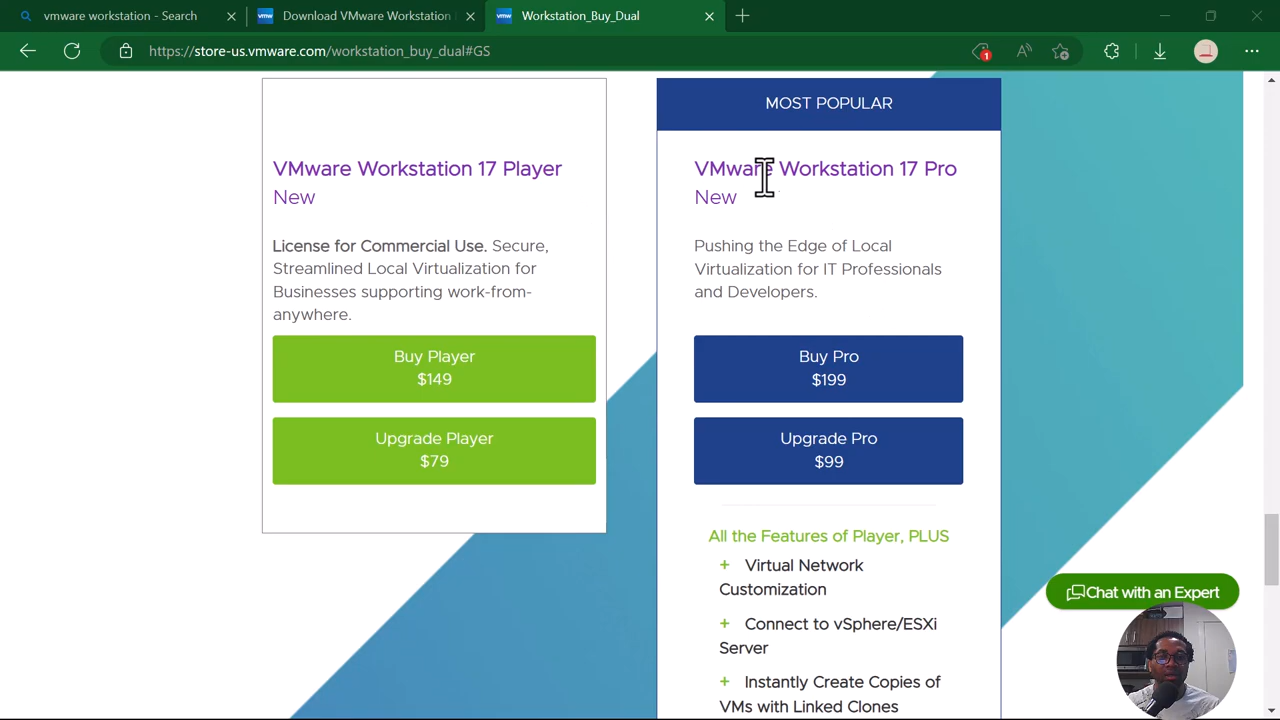 vmware workstation - Search
vmw
Download VMware Workstation
vmw
Workstation_Buy_Dual
https://store-us.vmware.com/workstation_buy_dual#GS
1
MOST POPULAR
VMware Workstation 17 Player
New
License for Commercial Use. Secure,
Streamlined Local Virtualization for
Businesses supporting work-from-
anywhere.
Buy Player
$149
Upgrade Player
$79
VMware Workstation 17 Pro
New
Pushing the Edge of Local
Virtualization for IT Professionals
and Developers.
Buy Pro
$199
Upgrade Pro
$99
All the Features of Player, PLUS
+ Virtual Network
Customization
+ Connect to vSphere/ESXi
Server
+ Instantly Create Copies of
VMs with Linked Clones
Chat with an Expert